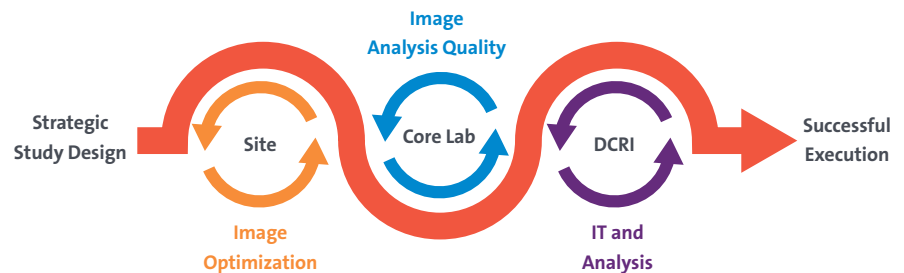 Strategic
Study Design
Site
Image
Optimization
Image
Analysis Quality
Core Lab
DCRI
IT and
Analysis
Successful
Execution